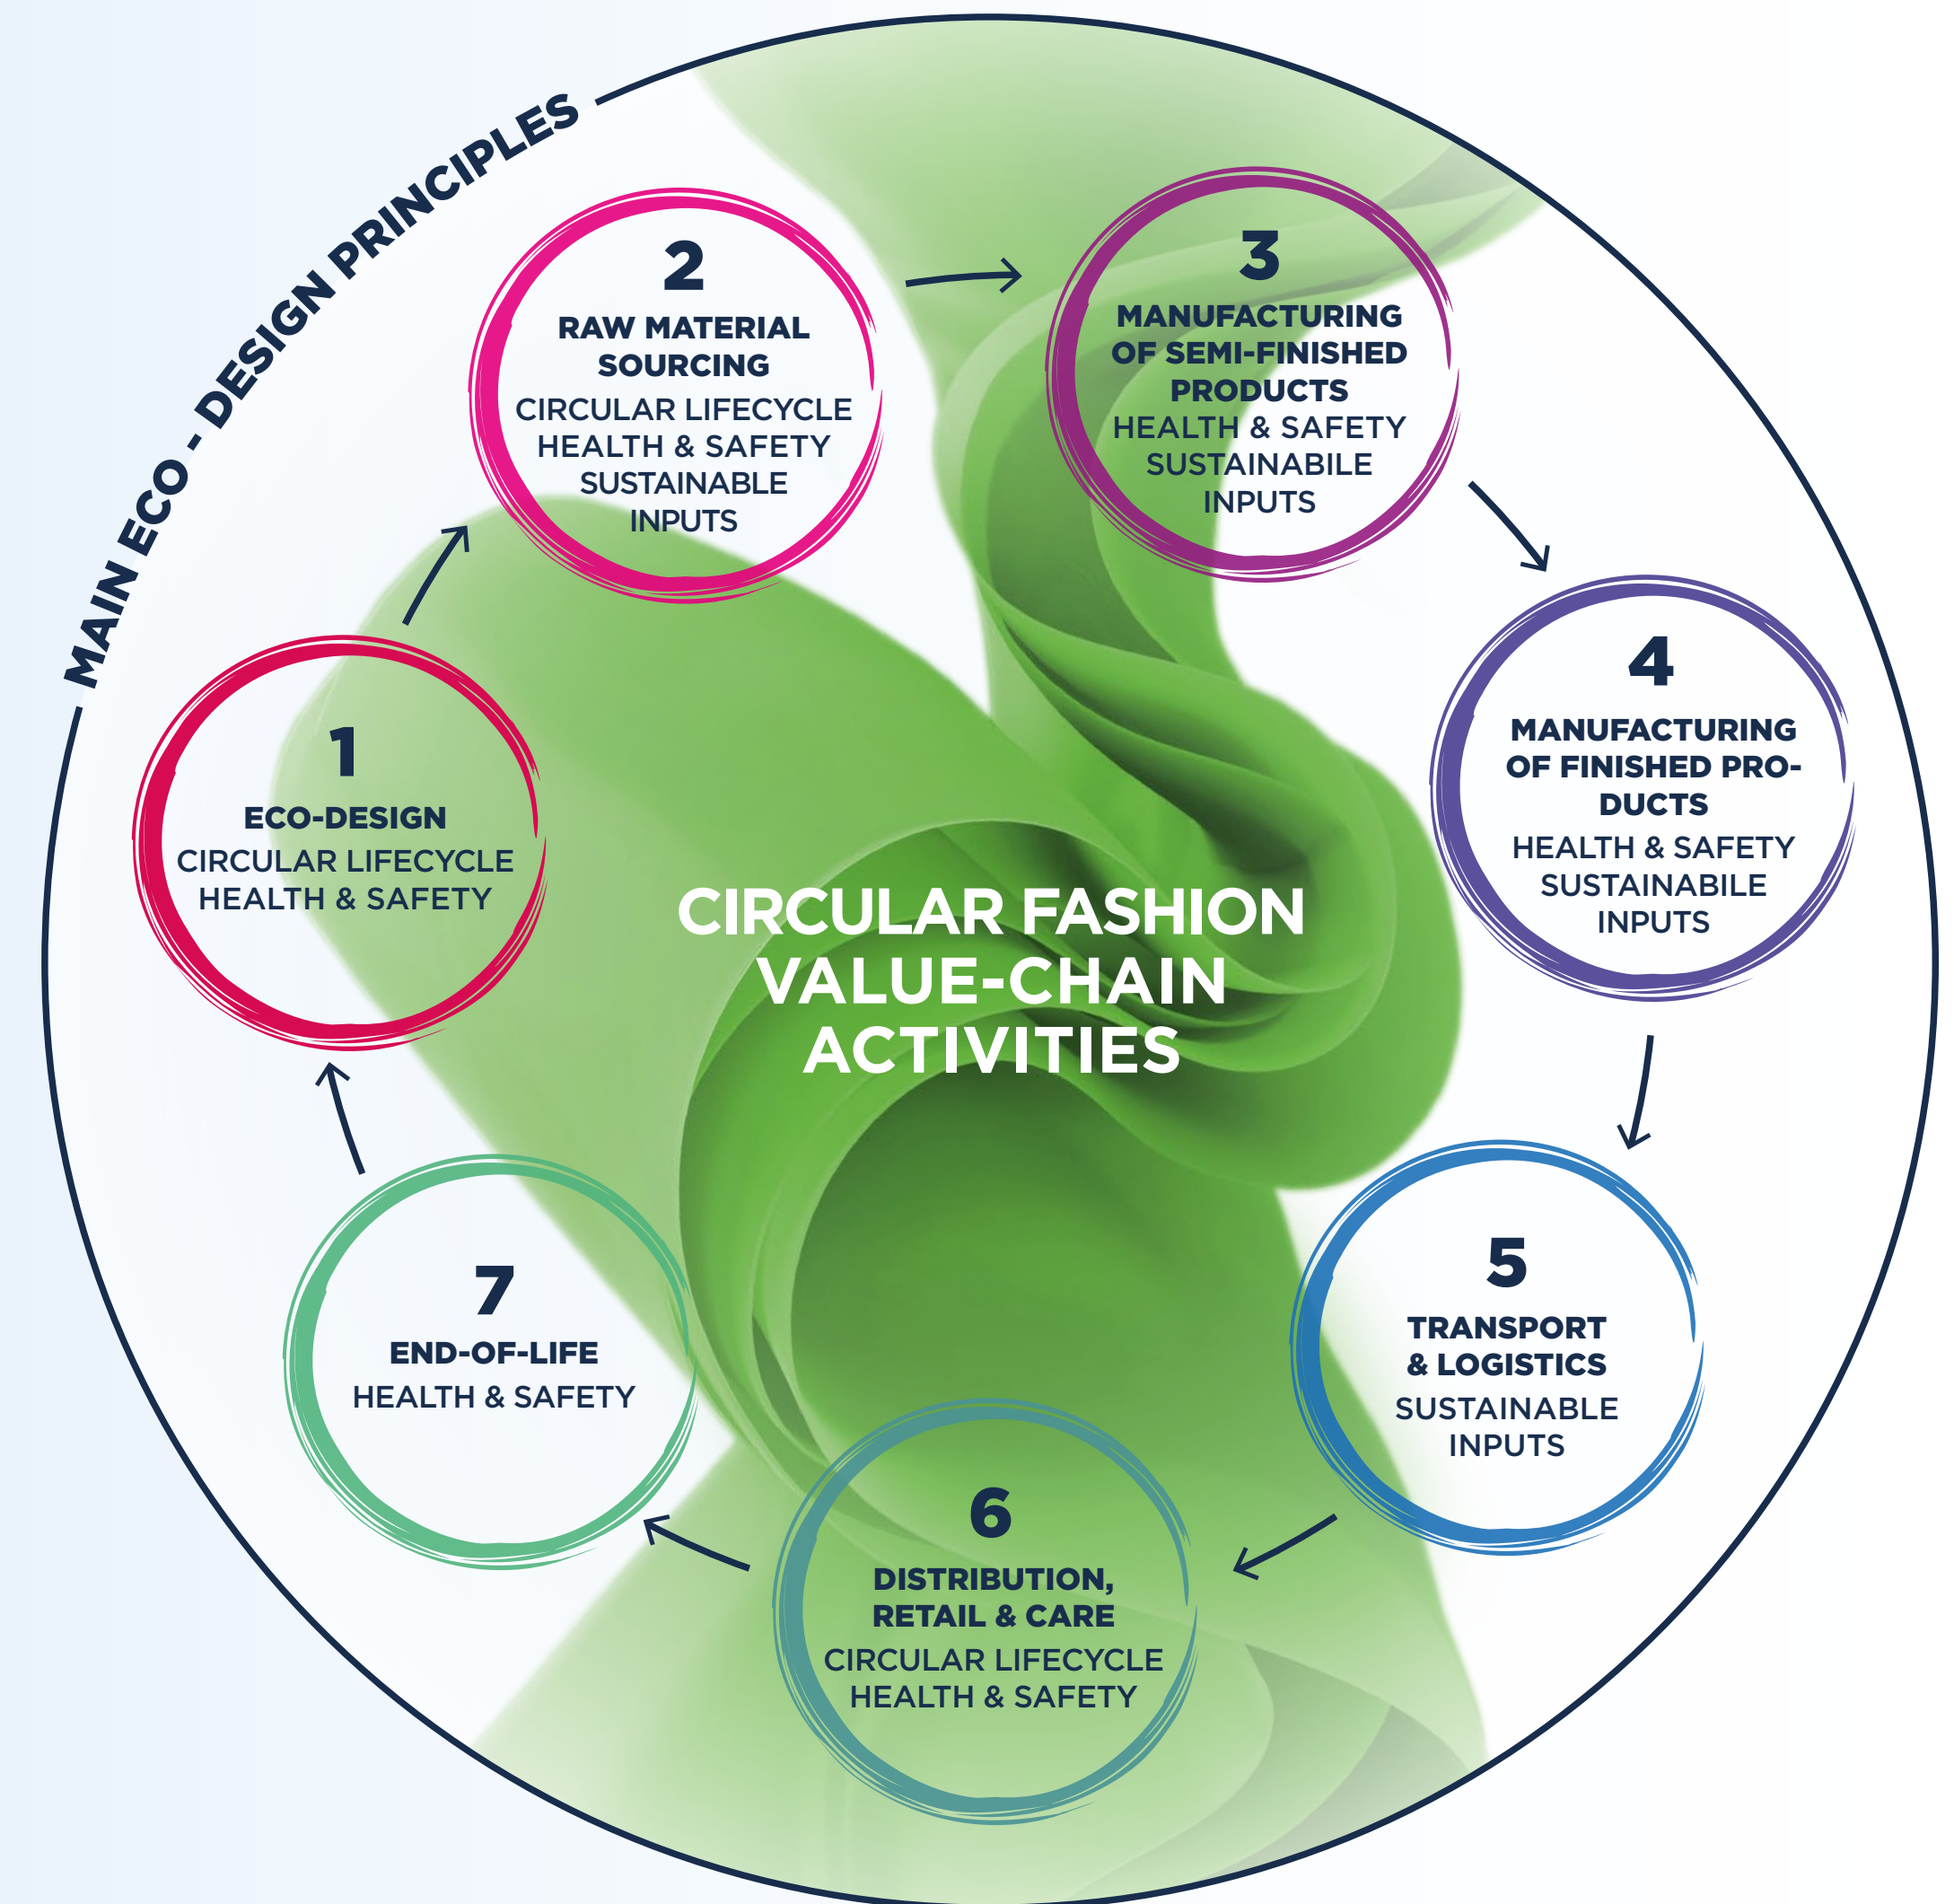 MAIN ECO - DESIGN PRINCIPLES
1
ECO-DESIGN
CIRCULAR LIFECYCLE
HEALTH & SAFETY
2
RAW MATERIAL
SOURCING
CIRCULAR LIFECYCLE
HEALTH & SAFETY
SUSTAINABLE
INPUTS
3
MANUFACTURING
OF SEMI-FINISHED
PRODUCTS
HEALTH & SAFETY
SUSTAINABILE
INPUTS
4
MANUFACTURING
OF FINISHED PRO-
DUCTS
HEALTH & SAFETY
SUSTAINABILE
INPUTS
5
TRANSPORT
& LOGISTICS
SUSTAINABLE
INPUTS
6
DISTRIBUTION,
RETAIL & CARE
CIRCULAR LIFECYCLE
HEALTH & SAFETY
7
END-OF-LIFE
HEALTH & SAFETY
CIRCULAR FASHION
VALUE-CHAIN
ACTIVITIES